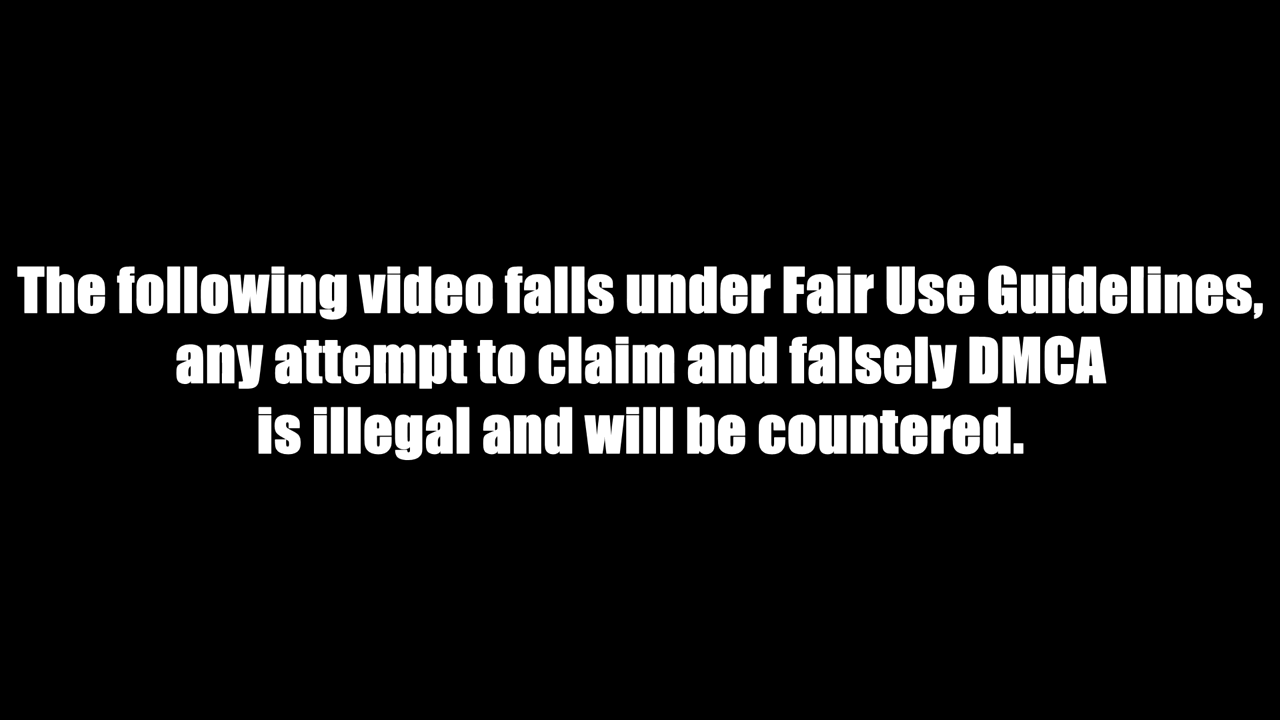 The following video falls under Fair Use Guidelines,
any attempt to claim and falsely DMCA
is illegal and will be countered.